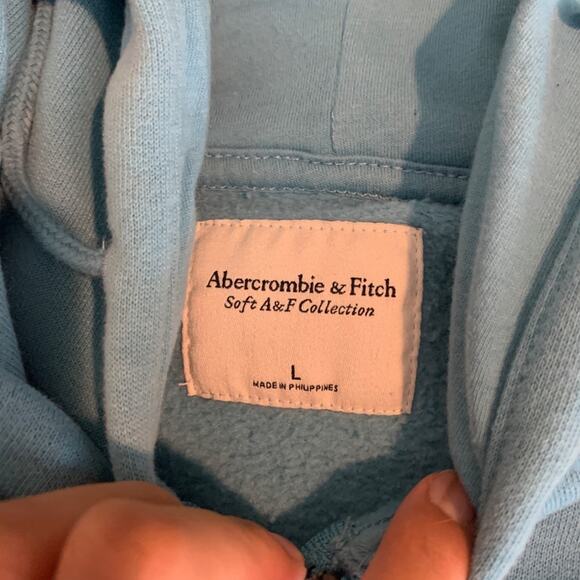 Abercrombie & Fitch
Soft A&F Collection
L
MADE IN PHILIPPINES